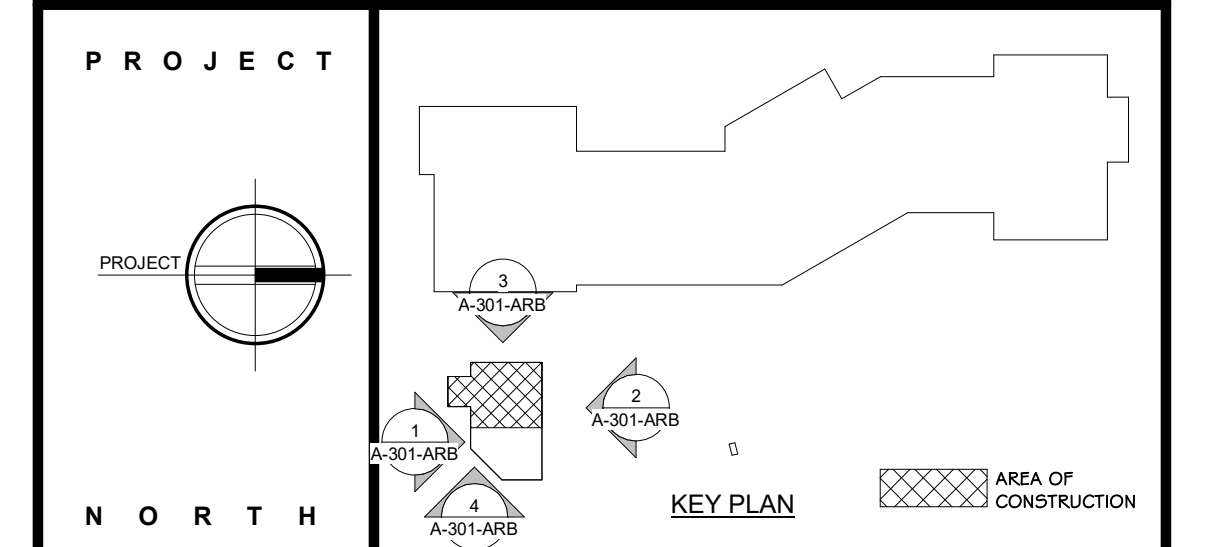 P R O J E C T
PROJECT
N O R T H
3
A-301-ARB
2
A-301-ARB
1
A-301-ARB
4
A-301-ARB
KEY PLAN
AREA OF
CONSTRUCTION